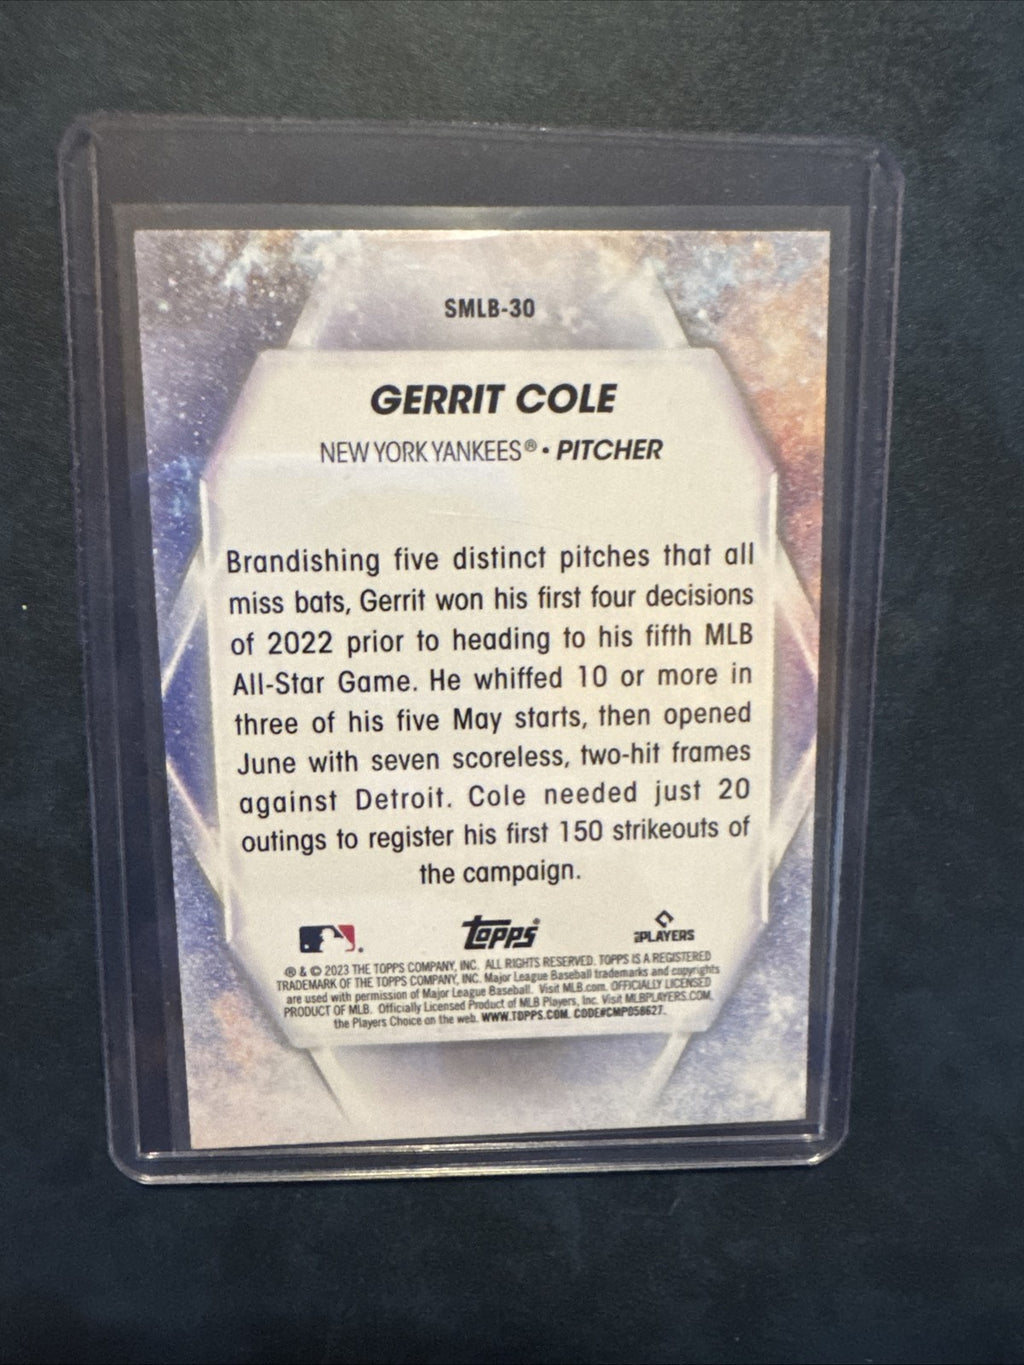 SMLB-30
GERRIT COLE
NEW YORK YANKEES® • PITCHER
Brandishing five distinct pitches that all
miss bats, Gerrit won his first four decisions
of 2022 prior to heading to his fifth MLB
All-Star Game. He whiffed 10 or more in
three of his five May starts, then opened
June with seven scoreless, two-hit frames
against Detroit. Cole needed just 20
outings to register his first 150 strikeouts of
the campaign.
Topps®
PLAYERS
® & © 2023 THE TOPPS COMPANY, INC. ALL RIGHTS RESERVED. TOPPS IS A REGISTERED
TRADEMARK OF THE TOPPS COMPANY, INC. Major League Baseball trademarks and copyrights
are used with permission of Major League Baseball. Visit MLB.com. OFFICIALLY LICENSED
PRODUCT OF MLB. Officially Licensed Product of MLB Players, Inc. Visit MLBPLAYERS.COM,
the Players Choice on the web. WWW.TOPPS.COM. CODE#CMP058627.